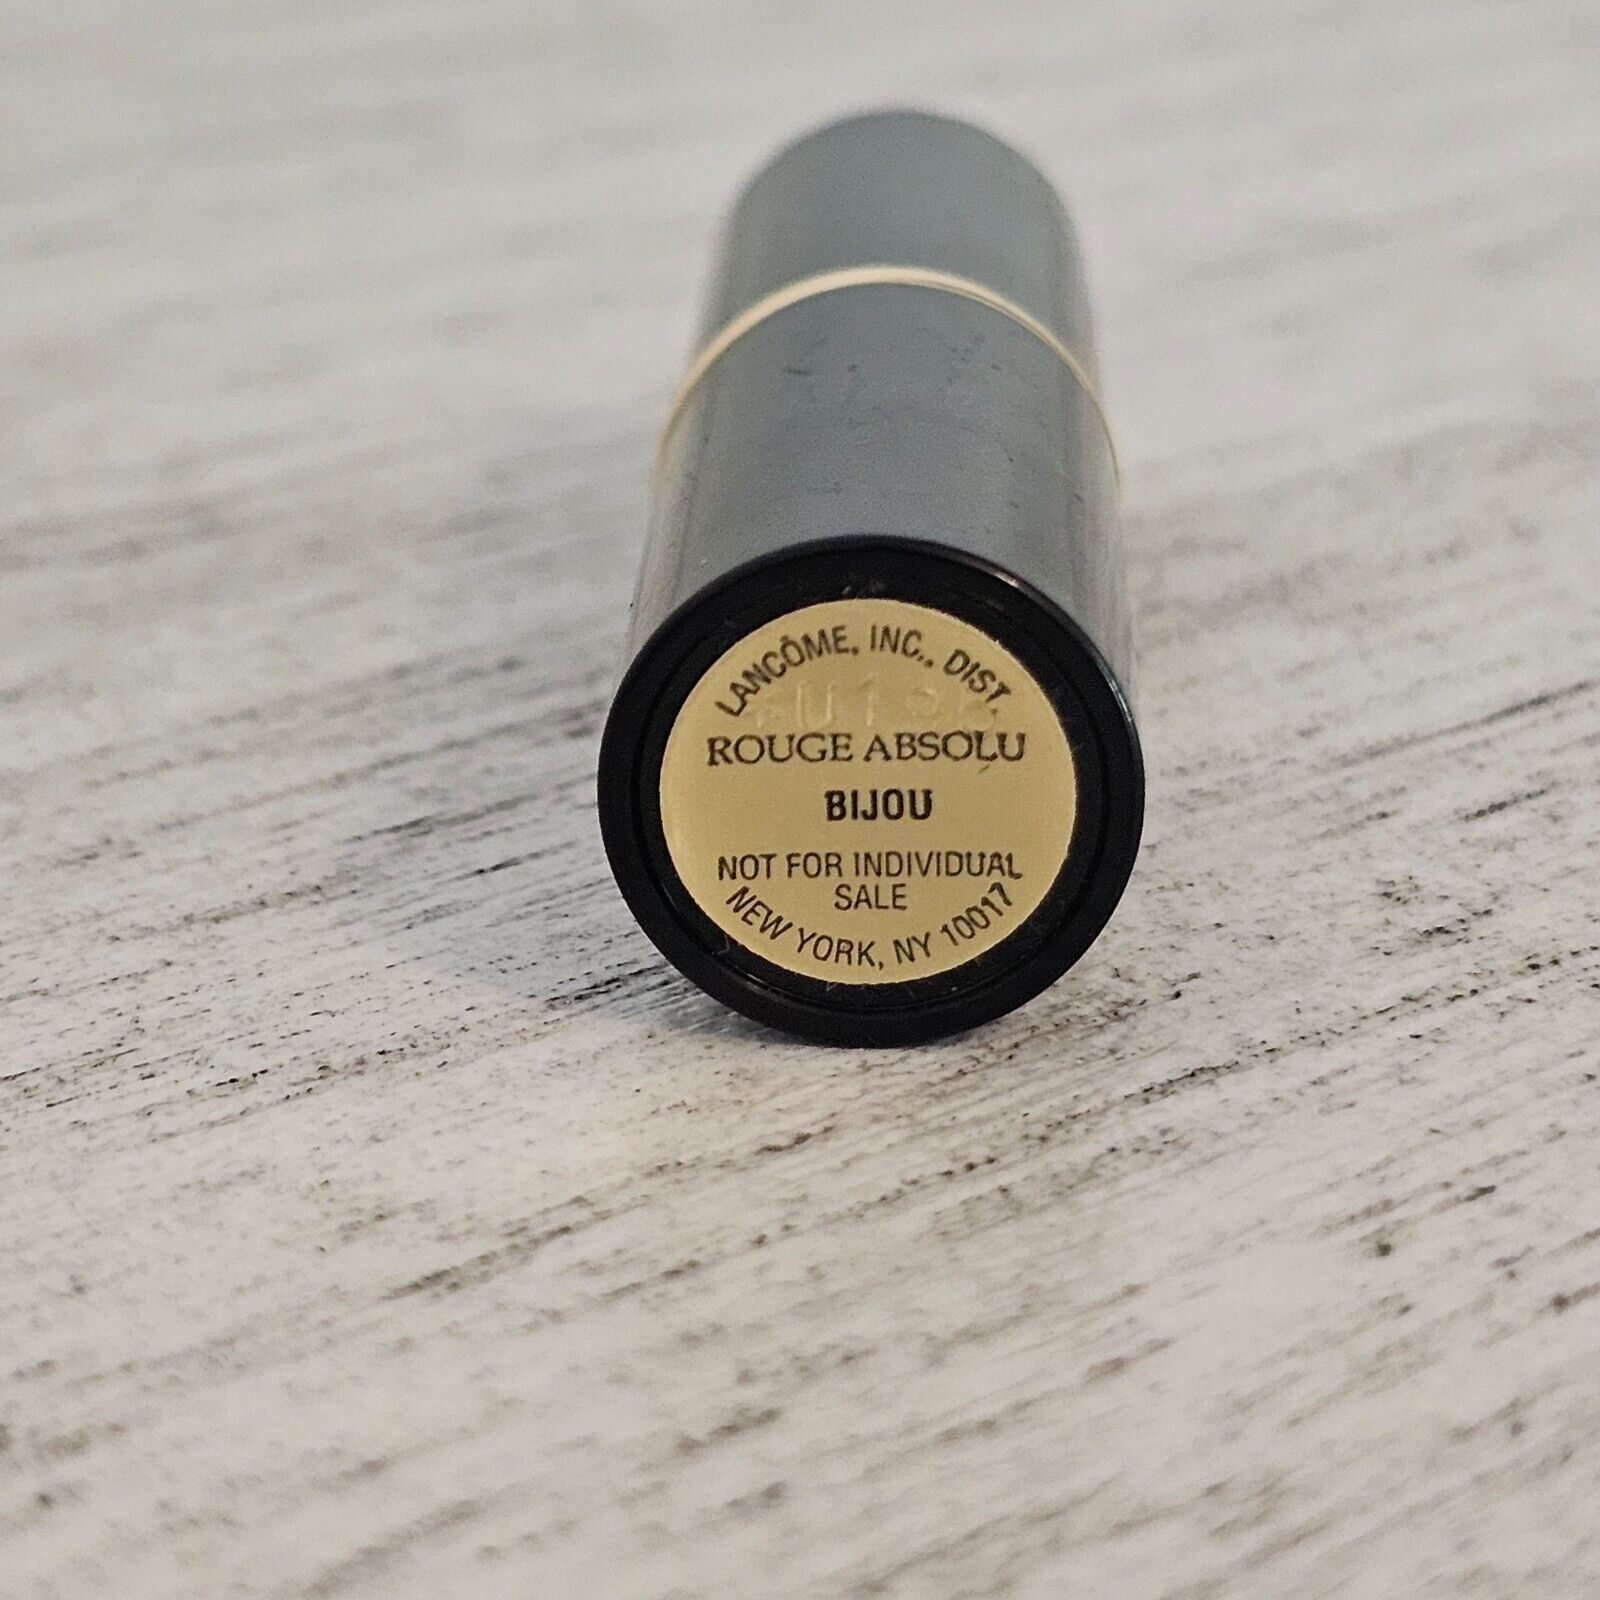 LANCÔME, INC., DIST.
ROUGE ABSOLU
BIJOU
NOT FOR INDIVIDUAL
SALE
NEW YORK, NY 10017